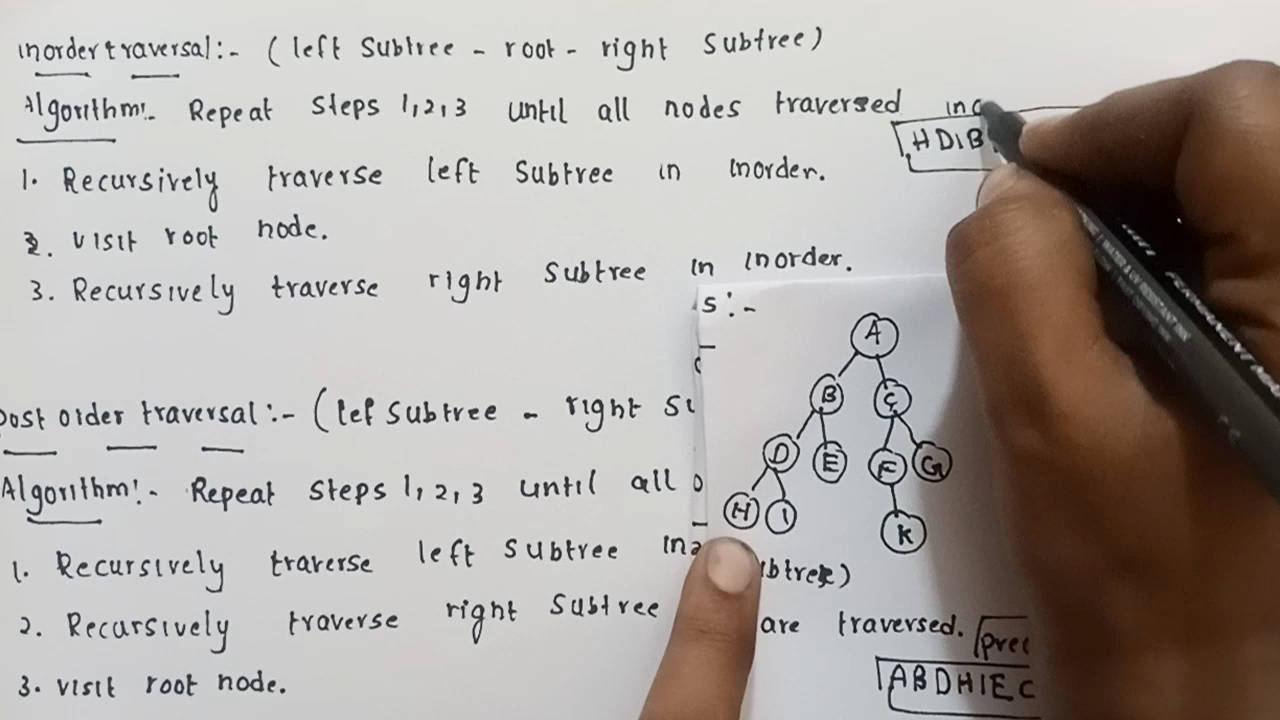 Inorder traversal:- (left Subtree - root - right Subtree)
Algorithm:- Repeat Steps 1,2,3 until all nodes traversed
HDIB
1. Recursively traverse left Subtree in Inorder.
2. Visit root node.
3. Recursively traverse right Subtree in Inorder.
S:-
A
B C
post order traversal:- (lef Subtree - right
D E F G
Algorithm:- Repeat Steps 1,2,3 until all
H I K
1. Recursively traverse left Subtree
2. Recursively traverse right Subtree
are traversed.
3. Visit root node.
ABDHIEC